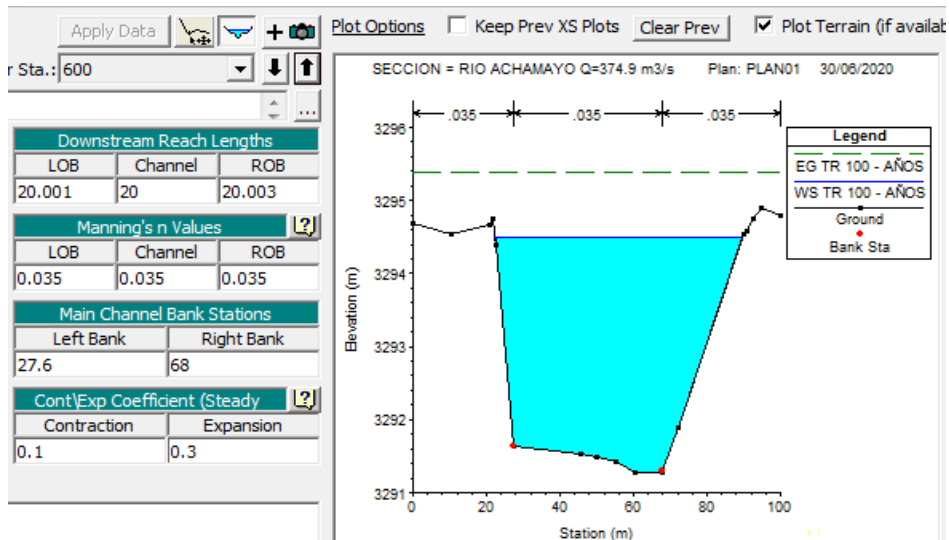 Apply Data
Plot Options Keep Prev XS Plots Clear Prev Plot Terrain (if availab
r Sta.: 600
...
Downstream Reach Lengths
LOB Channel ROB
20.001 20 20.003
Manning's n Values
LOB Channel ROB
0.035 0.035 0.035
Main Channel Bank Stations
Left Bank Right Bank
27.6 68
Cont\Exp Coefficient (Steady
Contraction Expansion
0.1 0.3
SECCION = RIO ACHAMAYO Q=374.9 m3/s Plan: PLAN01 30/06/2020
.035 .035 .035
3296
3295
3294
3293
3292
3291
Elevation (m)
0 20 40 60 80 100
Station (m)
Legend
EG TR 100 - AÑOS
WS TR 100 - AÑOS
Ground
Bank Sta